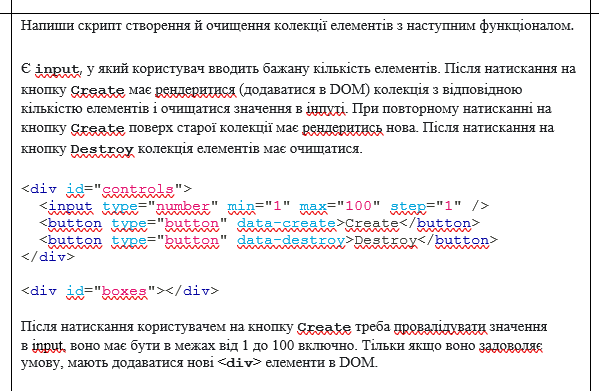 Напиши скрипт створення й очищення колекції елементів з наступним функціоналом.
Є input, у який користувач вводить бажану кількість елементів. Після натискання на
кнопку Create має рендеритися (додаватися в DOM) колекція з відповідною
кількістю елементів і очищатися значення в інпуті. При повторному натисканні на
кнопку Create поверх старої колекції має рендеритись нова. Після натискання на
кнопку Destroy колекція елементів має очищатися.
<div id="controls">
  <input type="number" min="1" max="100" step="1" />
  <button type="button" data-create>Create</button>
  <button type="button" data-destroy>Destroy</button>
</div>
<div id="boxes"></div>
Після натискання користувачем на кнопку Create треба провалідувати значення
в input, воно має бути в межах від 1 до 100 включно. Тільки якщо воно задоволяє
умову, мають додаватися нові <div> елементи в DOM.